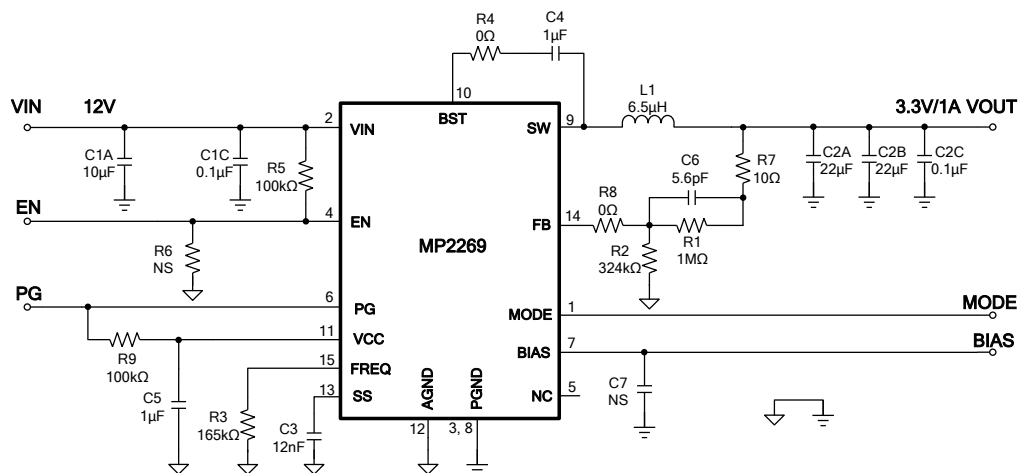 R4
0Ω
C4
1µF
10
BST
VIN
12V
2
VIN
C1A
10µF
C1C
0.1µF
R5
100kΩ
EN
4
EN
R6
NS
PG
6
PG
R9
100kΩ
11
VCC
C5
1µF
15
FREQ
R3
165kΩ
13
SS
C3
12nF
MP2269
AGND
12
PGND
3, 8
SW
9
L1
6.5µH
3.3V/1A VOUT
C6
5.6pF
R7
10Ω
C2A
22µF
C2B
22µF
C2C
0.1µF
R8
0Ω
FB
14
R1
1MΩ
R2
324kΩ
MODE
1
MODE
BIAS
7
BIAS
C7
NS
NC
5